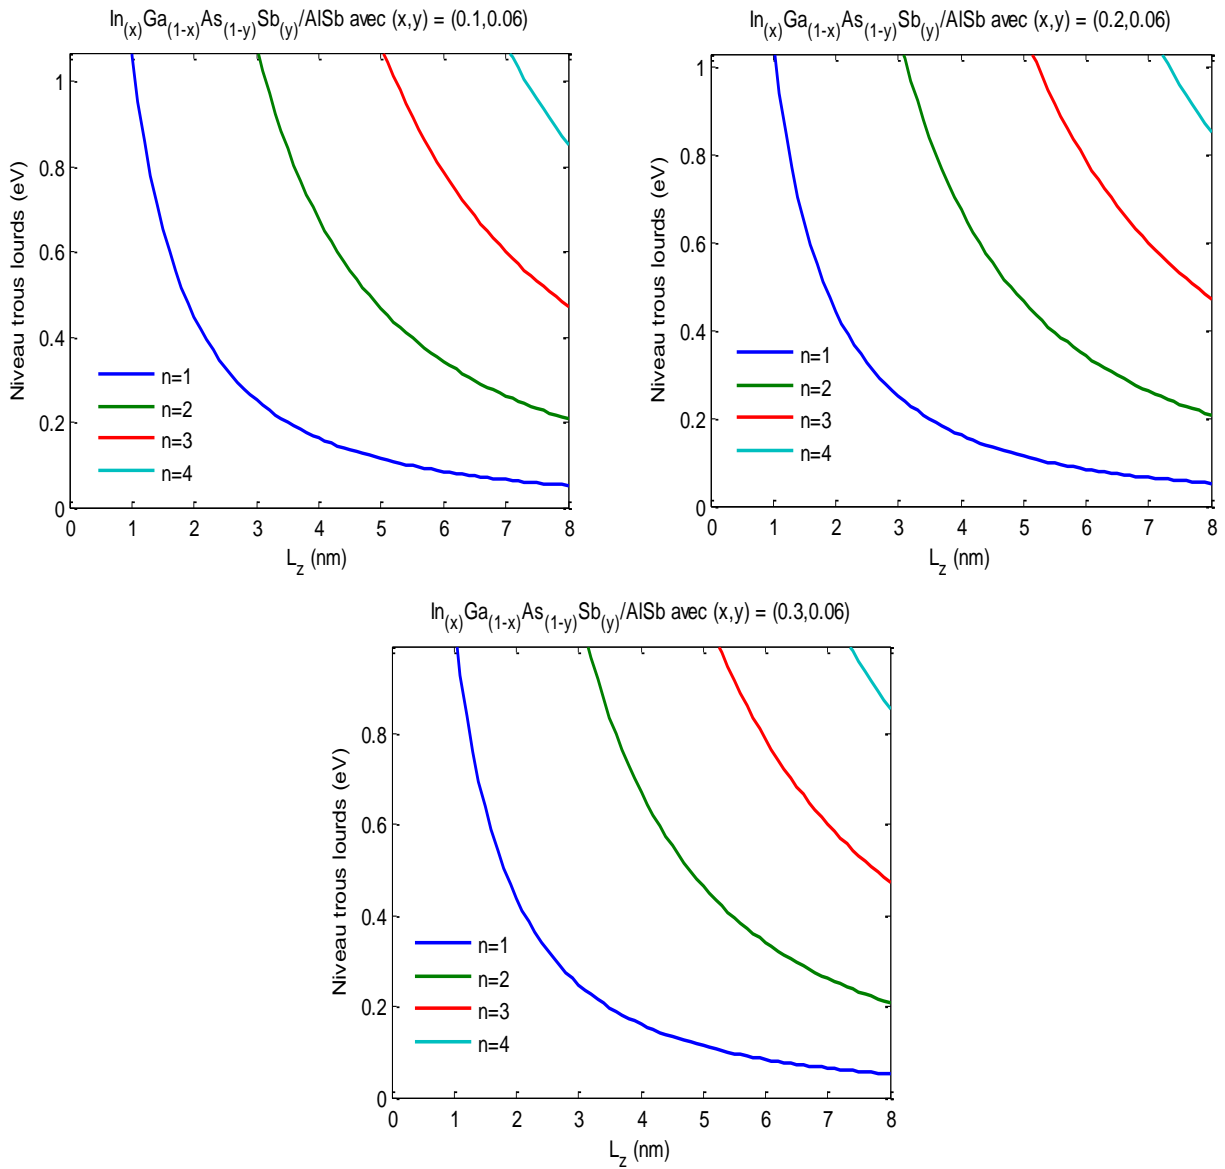 In(x)Ga(1-x)As(1-y)Sb(y)/AlSb avec (x,y) = (0.1,0.06)
Niveau trous lourds (eV)
1
0.8
0.6
0.4
0.2
0
n=1
n=2
n=3
n=4
0 1 2 3 4 5 6 7 8
Lz (nm)
In(x)Ga(1-x)As(1-y)Sb(y)/AlSb avec (x,y) = (0.2,0.06)
Niveau trous lourds (eV)
1
0.8
0.6
0.4
0.2
0
n=1
n=2
n=3
n=4
0 1 2 3 4 5 6 7 8
Lz (nm)
In(x)Ga(1-x)As(1-y)Sb(y)/AlSb avec (x,y) = (0.3,0.06)
Niveau trous lourds (eV)
0.8
0.6
0.4
0.2
0
n=1
n=2
n=3
n=4
0 1 2 3 4 5 6 7 8
Lz (nm)